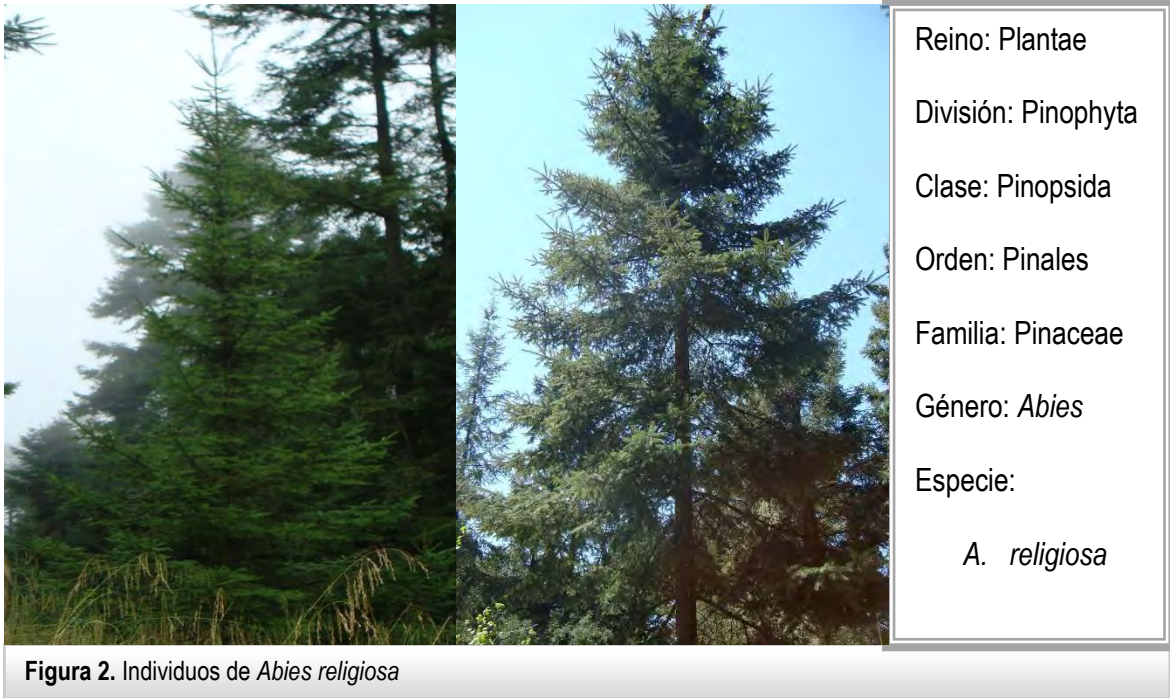 Reino: Plantae
División: Pinophyta
Clase: Pinopsida
Orden: Pinales
Familia: Pinaceae
Género: Abies
Especie:
A. religiosa
Figura 2. Individuos de Abies religiosa